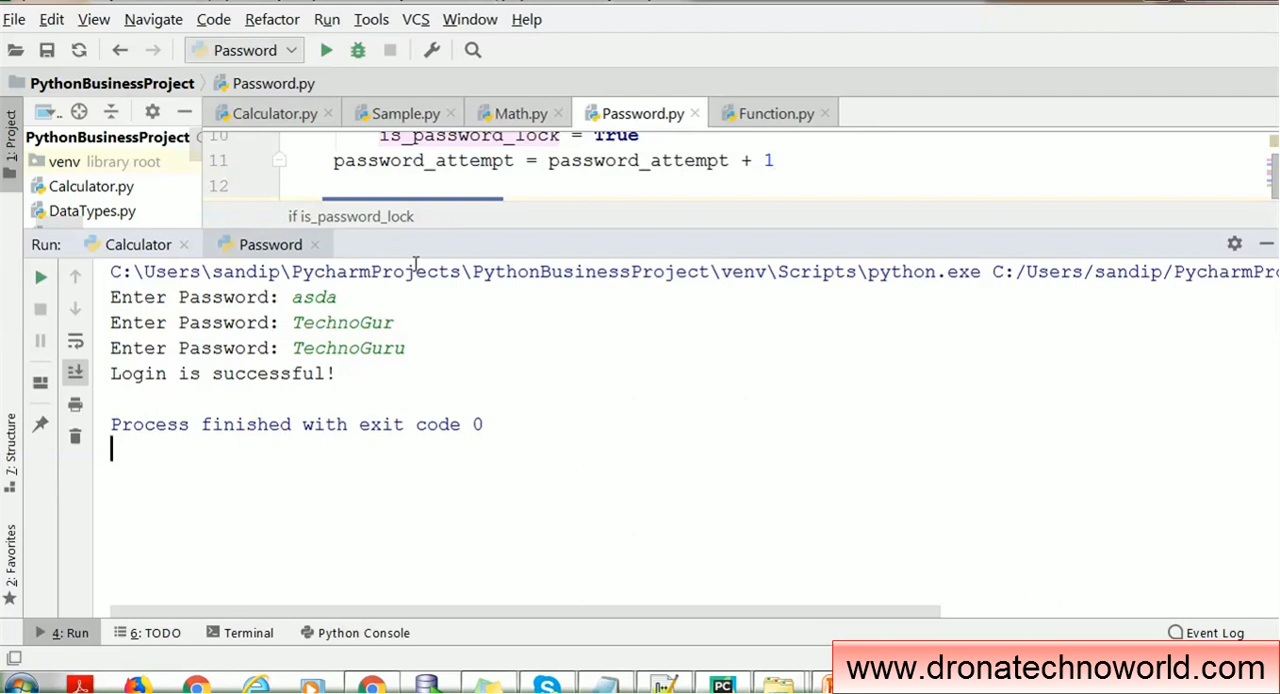 File Edit View Navigate Code Refactor Run Tools VCS Window Help
Password
PythonBusinessProject Password.py
1: Project
Calculator.py Sample.py Math.py Password.py Function.py
PythonBusinessProject
venv library root
Calculator.py
DataTypes.py
10 is_password_lock = True
11 password_attempt = password_attempt + 1
12
if is_password_lock
Run: Calculator Password
C:\Users\sandip\PycharmProjects\PythonBusinessProject\venv\Scripts\python.exe C:/Users/sandip/PycharmPro
Enter Password: asda
Enter Password: TechnoGur
Enter Password: TechnoGuru
Login is successful!
Process finished with exit code 0
7: Structure
2: Favorites
4: Run 6: TODO Terminal Python Console Event Log
PC
www.dronatechnoworld.com